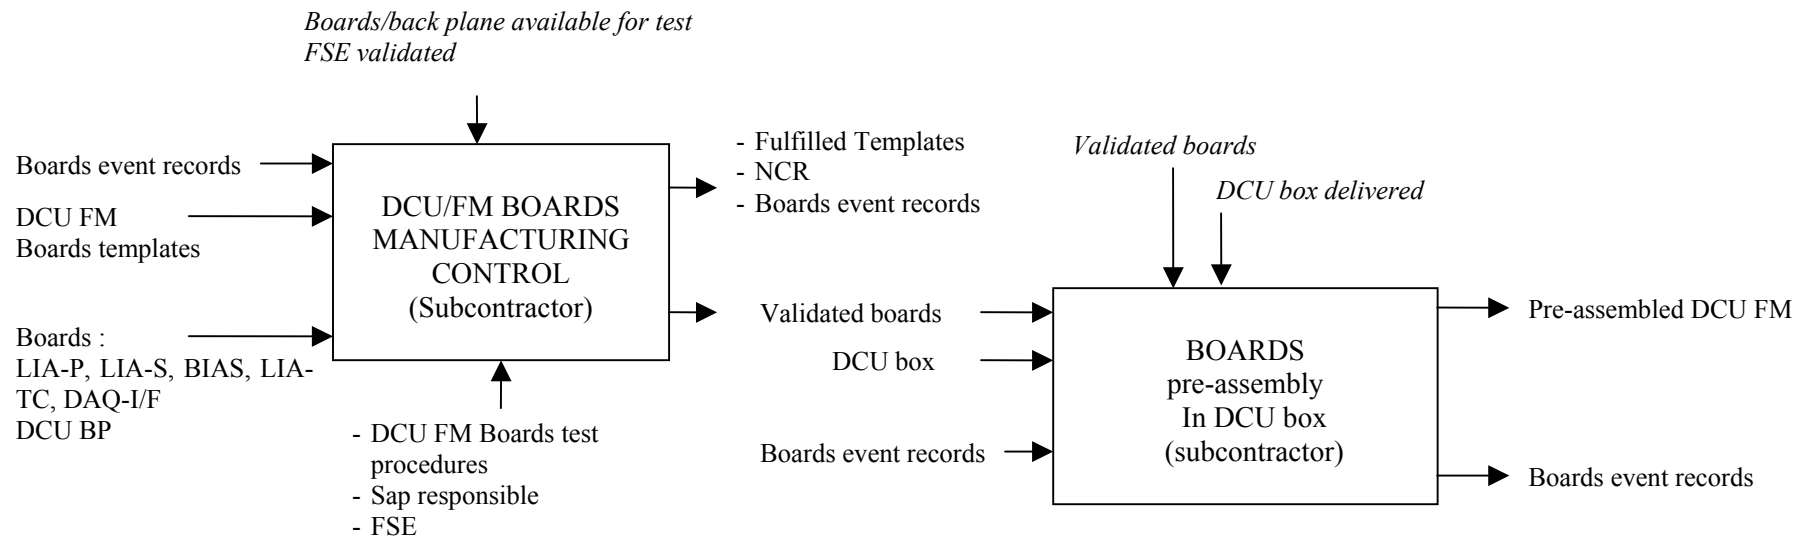 Boards/back plane available for test
FSE validated
Boards event records
DCU FM
Boards templates
Boards :
LIA-P, LIA-S, BIAS, LIA-
TC, DAQ-I/F
DCU BP
DCU/FM BOARDS
MANUFACTURING
CONTROL
(Subcontractor)
- DCU FM Boards test
procedures
- Sap responsible
- FSE
- Fulfilled Templates
- NCR
- Boards event records
Validated boards
DCU box
Boards event records
Validated boards
DCU box delivered
BOARDS
pre-assembly
In DCU box
(subcontractor)
Pre-assembled DCU FM
Boards event records